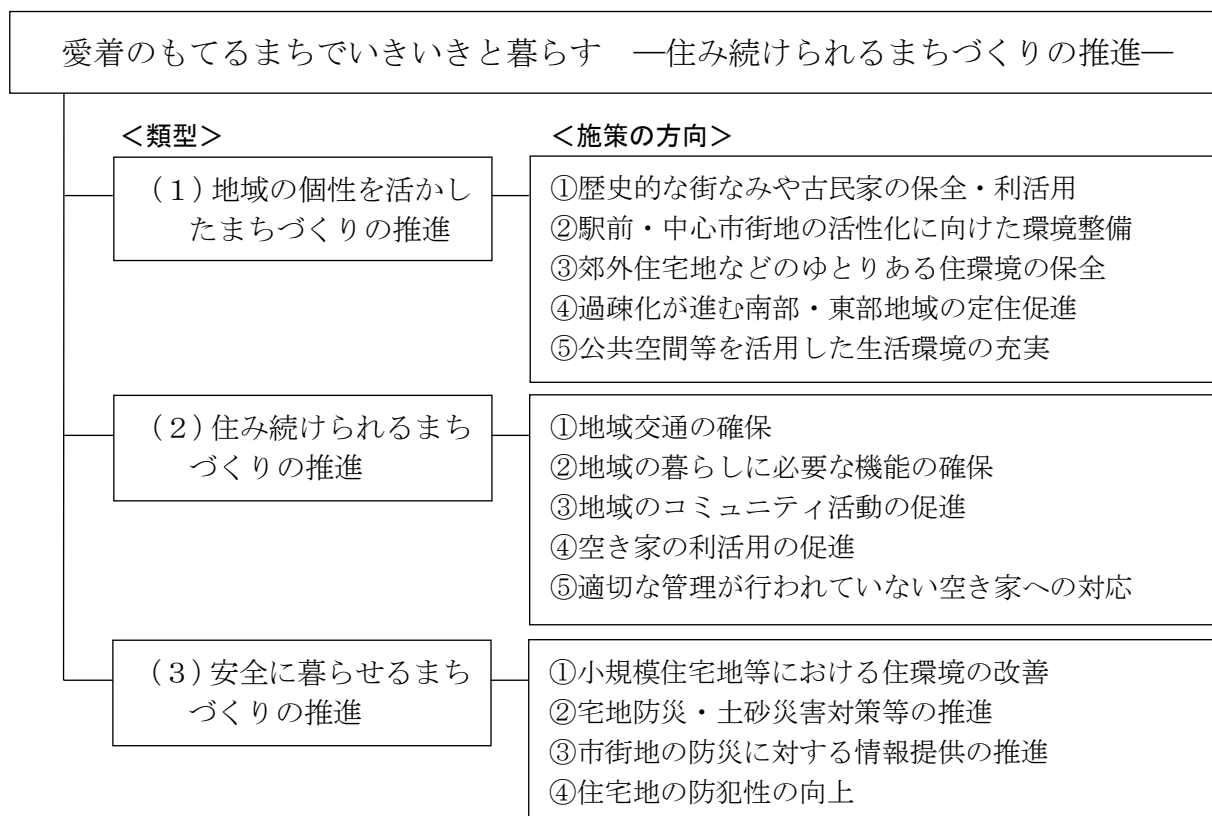 愛着のもてるまちでいきいきと暮らす ―住み続けられるまちづくりの推進―
＜類型＞
＜施策の方向＞
（１）地域の個性を活かし
たまちづくりの推進
①歴史的な街なみや古民家の保全・利活用
②駅前・中心市街地の活性化に向けた環境整備
③郊外住宅地などのゆとりある住環境の保全
④過疎化が進む南部・東部地域の定住促進
⑤公共空間等を活用した生活環境の充実
（２）住み続けられるまち
づくりの推進
①地域交通の確保
②地域の暮らしに必要な機能の確保
③地域のコミュニティ活動の促進
④空き家の利活用の促進
⑤適切な管理が行われていない空き家への対応
（３）安全に暮らせるまち
づくりの推進
①小規模住宅地等における住環境の改善
②宅地防災・土砂災害対策等の推進
③市街地の防災に対する情報提供の推進
④住宅地の防犯性の向上